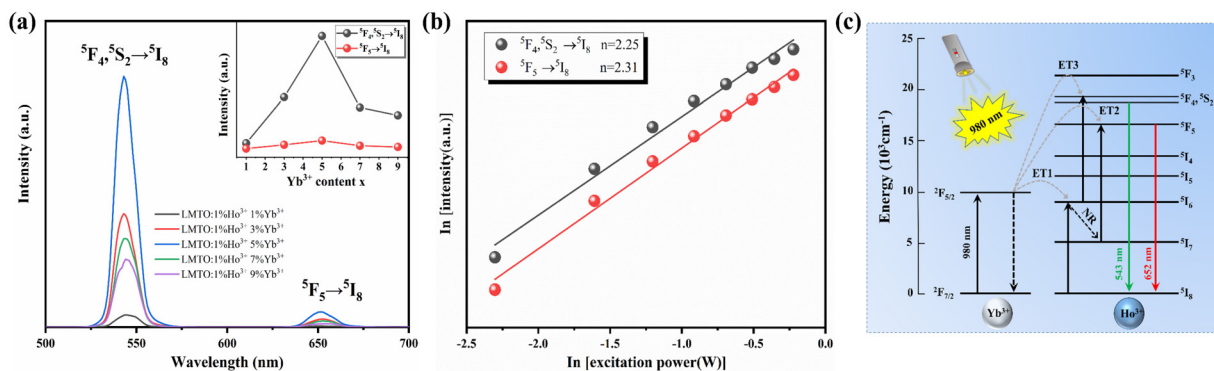 (a)
⁵F₄,⁵S₂→⁵I₈
⁵F₅→⁵I₈
Intensity (a.u.)
Yb³⁺ content x
1 2 3 4 5 6 7 8 9
⁵F₄,⁵S₂→⁵I₈
LMTO:1%Ho³⁺ 1%Yb³⁺
LMTO:1%Ho³⁺ 3%Yb³⁺
LMTO:1%Ho³⁺ 5%Yb³⁺
LMTO:1%Ho³⁺ 7%Yb³⁺
LMTO:1%Ho³⁺ 9%Yb³⁺
⁵F₅→⁵I₈
Intensity (a.u.)
500 550 600 650 700
Wavelength (nm)
(b)
⁵F₄,⁵S₂ →⁵I₈ n=2.25
⁵F₅ →⁵I₈ n=2.31
ln [intensity(a.u.)]
-2.5 -2.0 -1.5 -1.0 -0.5 0.0
ln [excitation power(W)]
(c)
Energy (10³cm⁻¹)
25
20
15
10
5
0
980 nm
ET3
ET2
ET1
NR
²F₅/₂
²F₇/₂
980 nm
543 nm
652 nm
⁵F₃
⁵F₄,⁵S₂
⁵F₅
⁵I₄
⁵I₅
⁵I₆
⁵I₇
⁵I₈
Yb³⁺
Ho³⁺